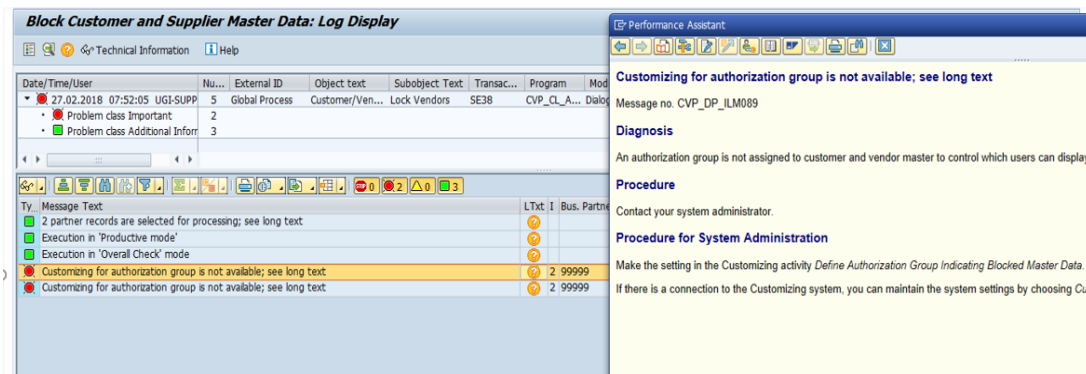 Block Customer and Supplier Master Data: Log Display
Technical Information Help
Date/Time/User Nu... External ID Object text Subobject Text Transac... Program Mod
27.02.2018 07:52:05 UGI-SUPP 5 Global Process Customer/Ven... Lock Vendors SE38 CVP_CL_A... Dialog
Problem class Important 2
Problem class Additional Inforr 3
0 2 0 3
Ty... Message Text LTxt I Bus. Partne
2 partner records are selected for processing; see long text
Execution in 'Productive mode'
Execution in 'Overall Check' mode
Customizing for authorization group is not available; see long text 2 99999
Customizing for authorization group is not available; see long text 2 99999
Performance Assistant
Customizing for authorization group is not available; see long text
Message no. CVP_DP_ILM089
Diagnosis
An authorization group is not assigned to customer and vendor master to control which users can display
Procedure
Contact your system administrator.
Procedure for System Administration
Make the setting in the Customizing activity Define Authorization Group Indicating Blocked Master Data.
If there is a connection to the Customizing system, you can maintain the system settings by choosing Cu